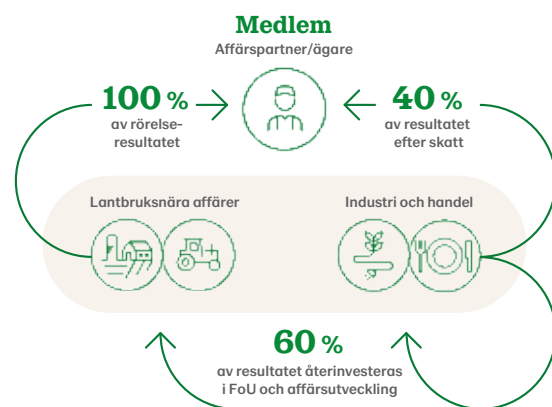 Medlem
Affärspartner/ägare
100 %
av rörelse-
resultatet
40 %
av resultatet
efter skatt
Lantbruksnära affärer
Industri och handel
60 %
av resultatet återinvesteras
i FoU och affärsutveckling